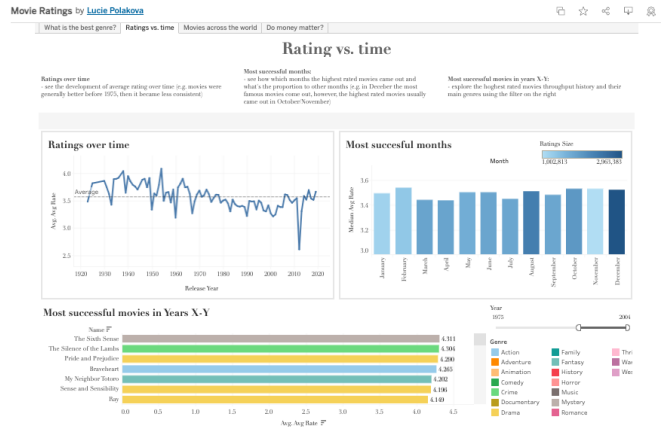 Movie Ratings by Lucie Polakova
What is the best genre? Ratings vs. time Movies across the world Do money matter?
Rating vs. time
Ratings over time
- see the development of average rating over time (e.g. movies were
generally better before 1975, then it became less consistent)
Most successful months:
- see how which months the highest rated movies came out and
what's the proportion to other months (e.g. in Deceber the most
famous movies come out, however, the highest rated movies usually
came out in October/November)
Most successful movies in years X-Y:
- explore the hoghest rated movies throughput history and their
main genres using the filter on the right
Ratings over time
Avg. Avg Rate
4.0
3.5
3.0
2.5
Average
1920 1930 1940 1950 1960 1970 1980 1990 2000 2010 2020
Release Year
Most succesful months
Ratings Size
1,002,813 2,965,385
Month
Median Avg Rate
3.6
3.4
3.2
3.0
January February March April May June July August September October November December
Most successful movies in Years X-Y
Name
The Sixth Sense 4.311
The Silence of the Lambs 4.304
Pride and Prejudice 4.280
Braveheart 4.265
My Neighbor Totoro 4.202
Sense and Sensibility 4.196
Ray 4.149
0.0 0.5 1.0 1.5 2.0 2.5 3.0 3.5 4.0 4.5
Avg. Avg Rate
Year
1975 2004
Genre
Action Family Thri
Adventure Fantasy
Animation History
Comedy Horror
Crime Music
Documentary Mystery
Drama Romance